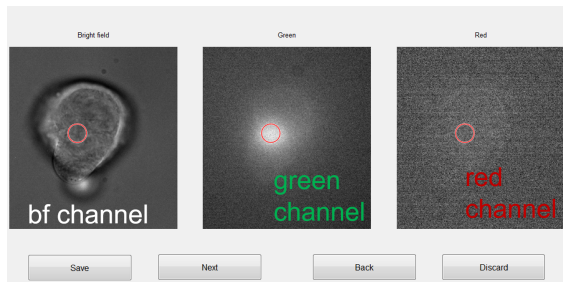 Bright field
Green
Red
bf channel
green
channel
red
channel
Save
Next
Back
Discard